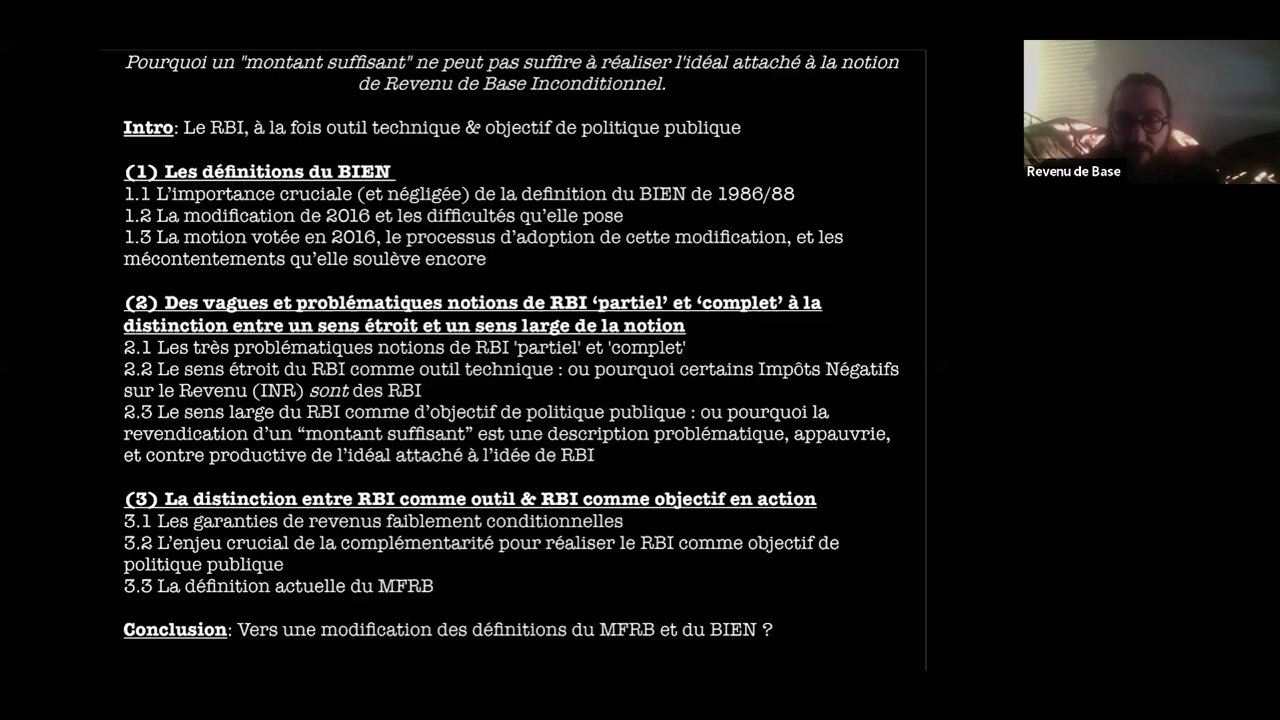 Pourquoi un "montant suffisant" ne peut pas suffire à réaliser l'idéal attaché à la notion
de Revenu de Base Inconditionnel.
Intro: Le RBI, à la fois outil technique & objectif de politique publique
(1) Les définitions du BIEN
1.1 L’importance cruciale (et négligée) de la definition du BIEN de 1986/88
1.2 La modification de 2016 et les difficultés qu’elle pose
1.3 La motion votée en 2016, le processus d’adoption de cette modification, et les
mécontentements qu’elle soulève encore
(2) Des vagues et problématiques notions de RBI ‘partiel’ et ‘complet’ à la
distinction entre un sens étroit et un sens large de la notion
2.1 Les très problématiques notions de RBI 'partiel' et 'complet'
2.2 Le sens étroit du RBI comme outil technique : ou pourquoi certains Impôts Négatifs
sur le Revenu (INR) sont des RBI
2.3 Le sens large du RBI comme d’objectif de politique publique : ou pourquoi la
revendication d’un “montant suffisant” est une description problématique, appauvrie,
et contre productive de l’idéal attaché à l’idée de RBI
(3) La distinction entre RBI comme outil & RBI comme objectif en action
3.1 Les garanties de revenus faiblement conditionnelles
3.2 L’enjeu crucial de la complémentarité pour réaliser le RBI comme objectif de
politique publique
3.3 La définition actuelle du MFRB
Conclusion: Vers une modification des définitions du MFRB et du BIEN ?
Revenu de Base